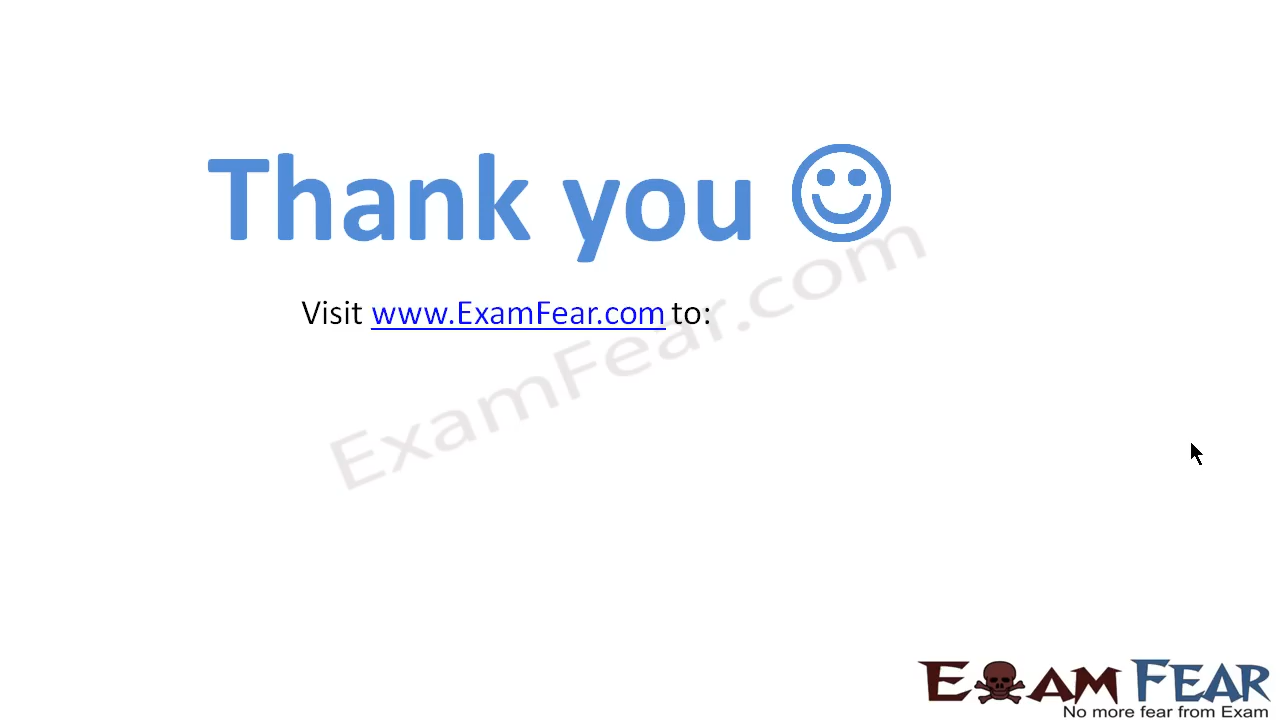 Thank you ☺
Visit www.ExamFear.com to:
ExamFear.com
EXAM FEAR
No more fear from Exam